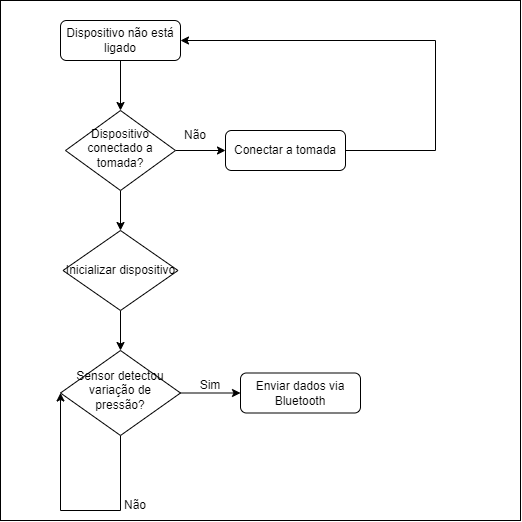 Dispositivo não está
ligado
Dispositivo
conectado a
tomada?
Não
Conectar a tomada
Inicializar dispositivo
Sensor detectou
variação de
pressão?
Sim
Enviar dados via
Bluetooth
Não